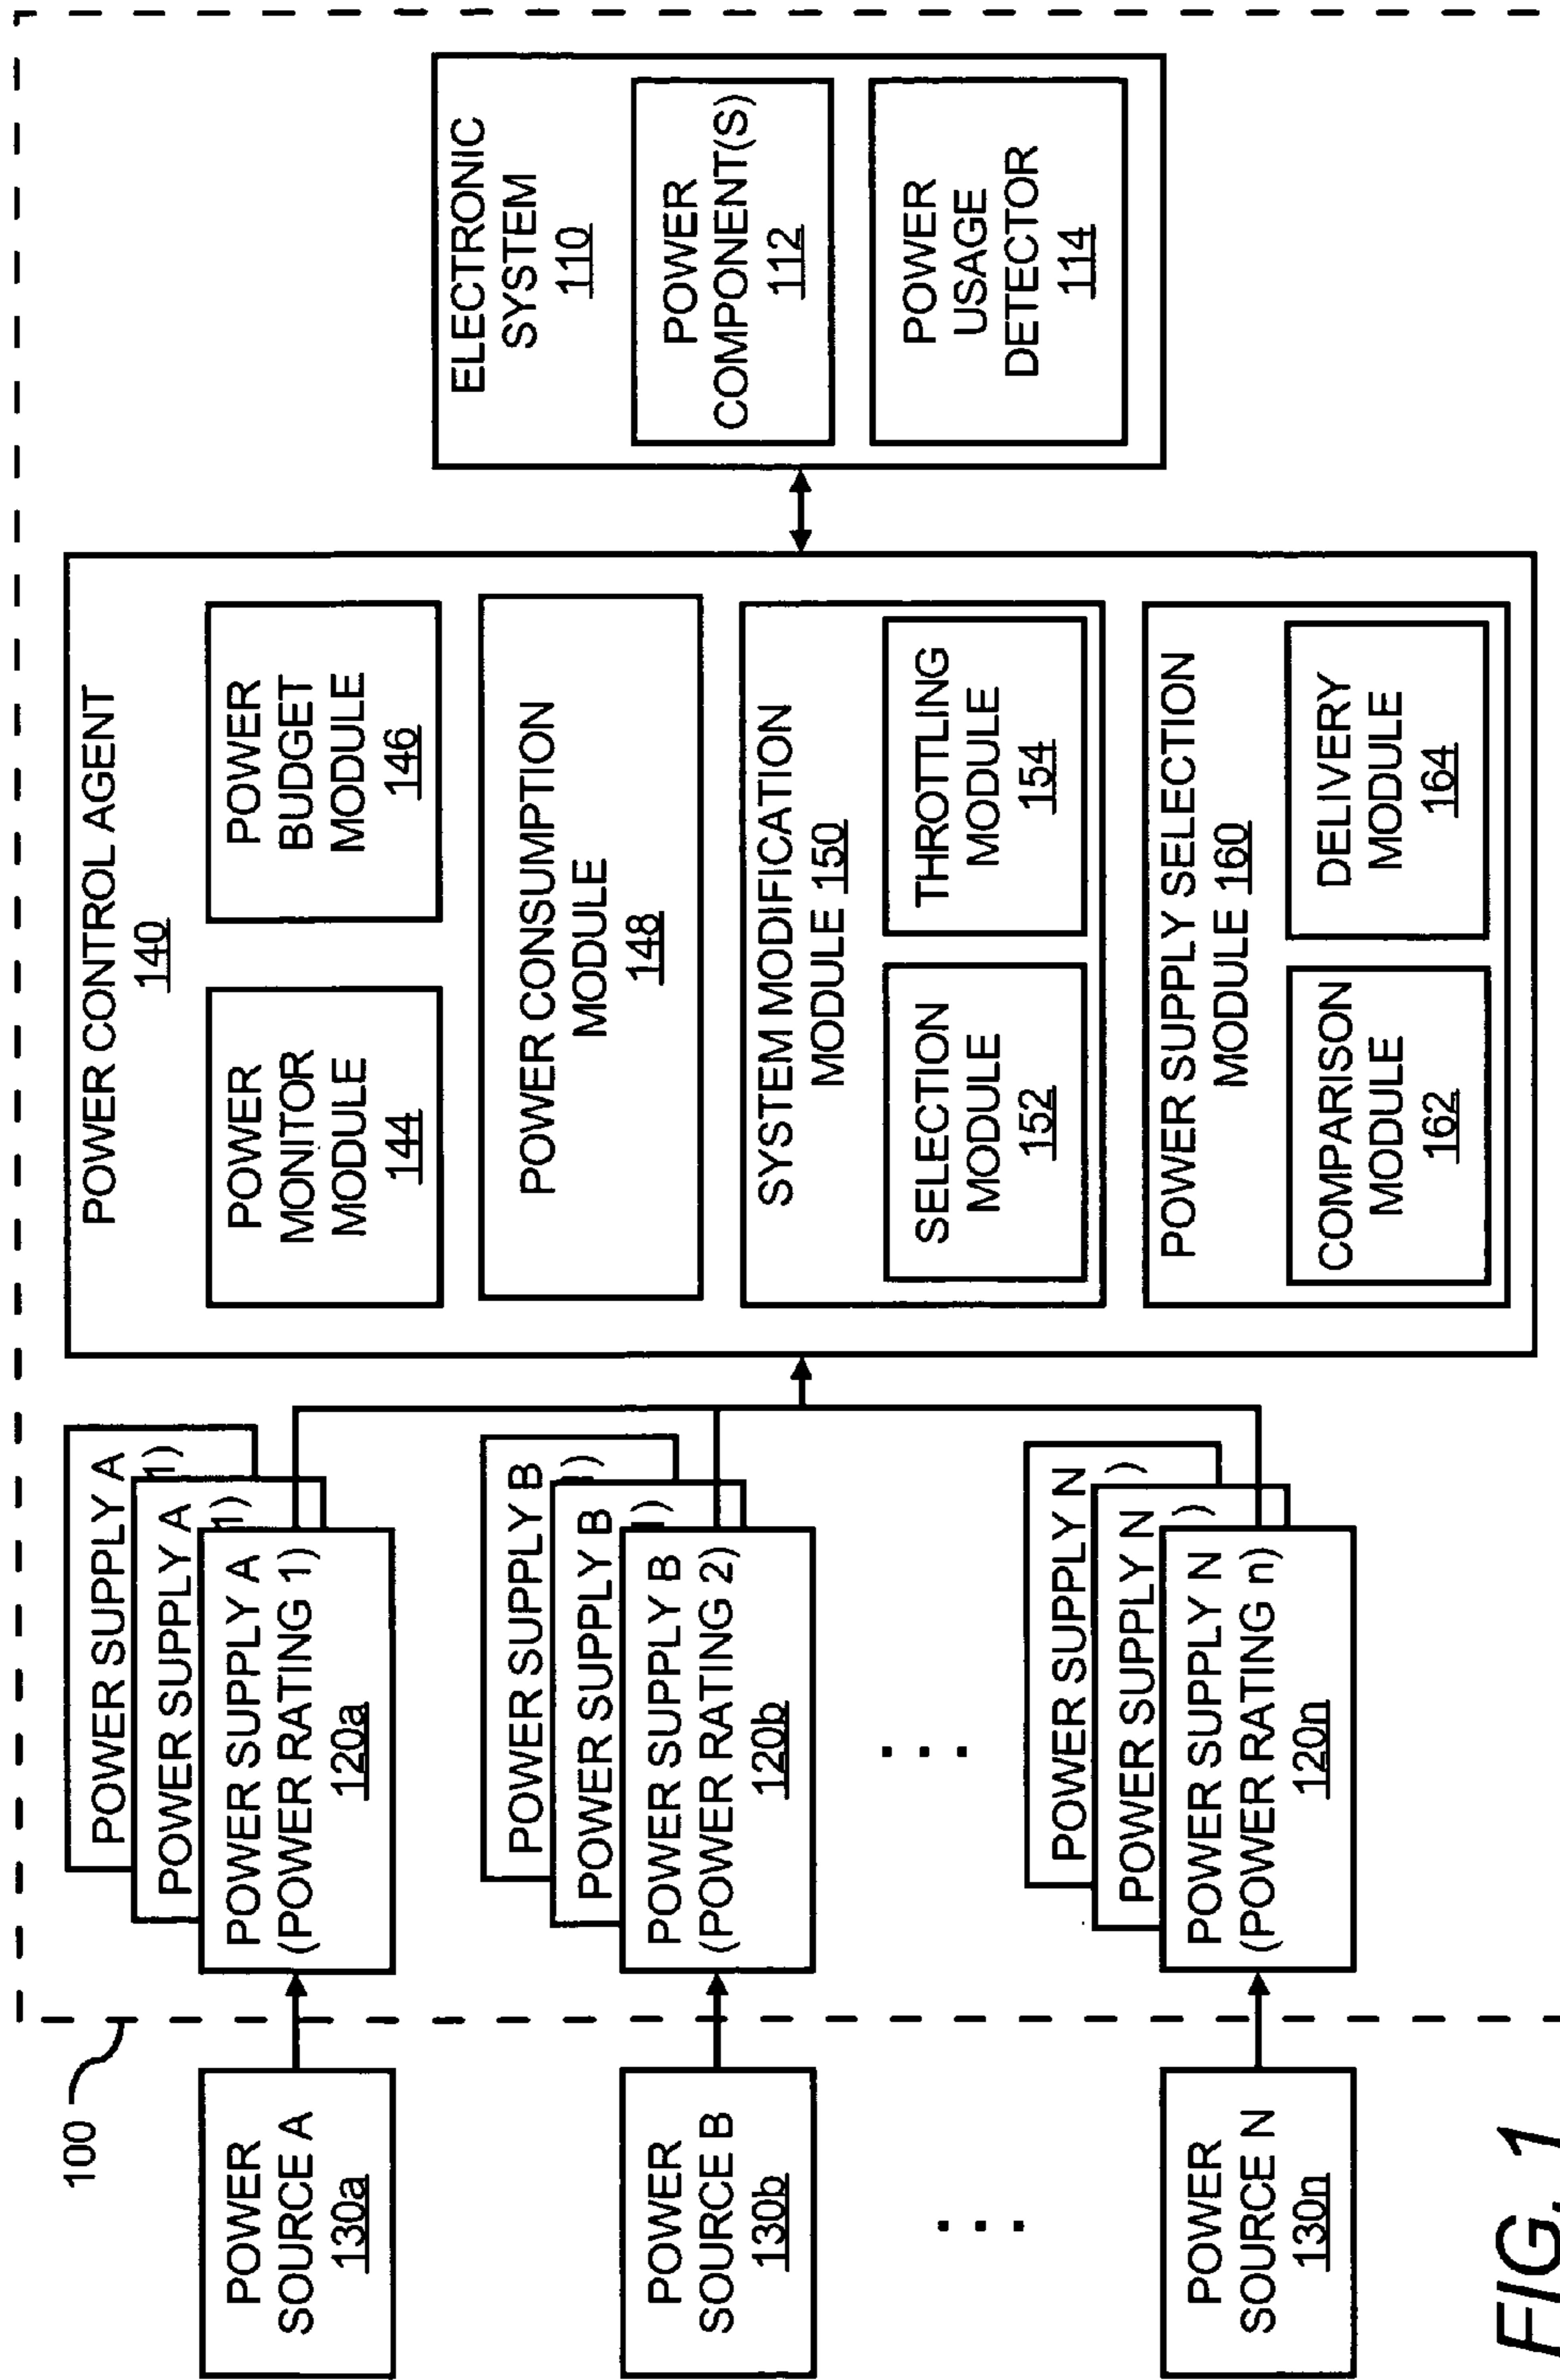 100
POWER
SOURCE A
130a
POWER
SOURCE B
130b
...
POWER
SOURCE N
130n
POWER SUPPLY A
1)
POWER SUPPLY A
1)
POWER SUPPLY A
(POWER RATING 1)
120a
POWER SUPPLY B
)
POWER SUPPLY B
)
POWER SUPPLY B
(POWER RATING 2)
120b
...
POWER SUPPLY N
)
POWER SUPPLY N
)
POWER SUPPLY N
(POWER RATING n)
120n
POWER CONTROL AGENT
140
POWER
MONITOR
MODULE
144
POWER
BUDGET
MODULE
146
POWER CONSUMPTION
MODULE
148
SYSTEM MODIFICATION
MODULE 150
SELECTION
MODULE
152
THROTTLING
MODULE
154
POWER SUPPLY SELECTION
MODULE 160
COMPARISON
MODULE
162
DELIVERY
MODULE
164
ELECTRONIC
SYSTEM
110
POWER
COMPONENT(S)
112
POWER
USAGE
DETECTOR
114
FIG. 1